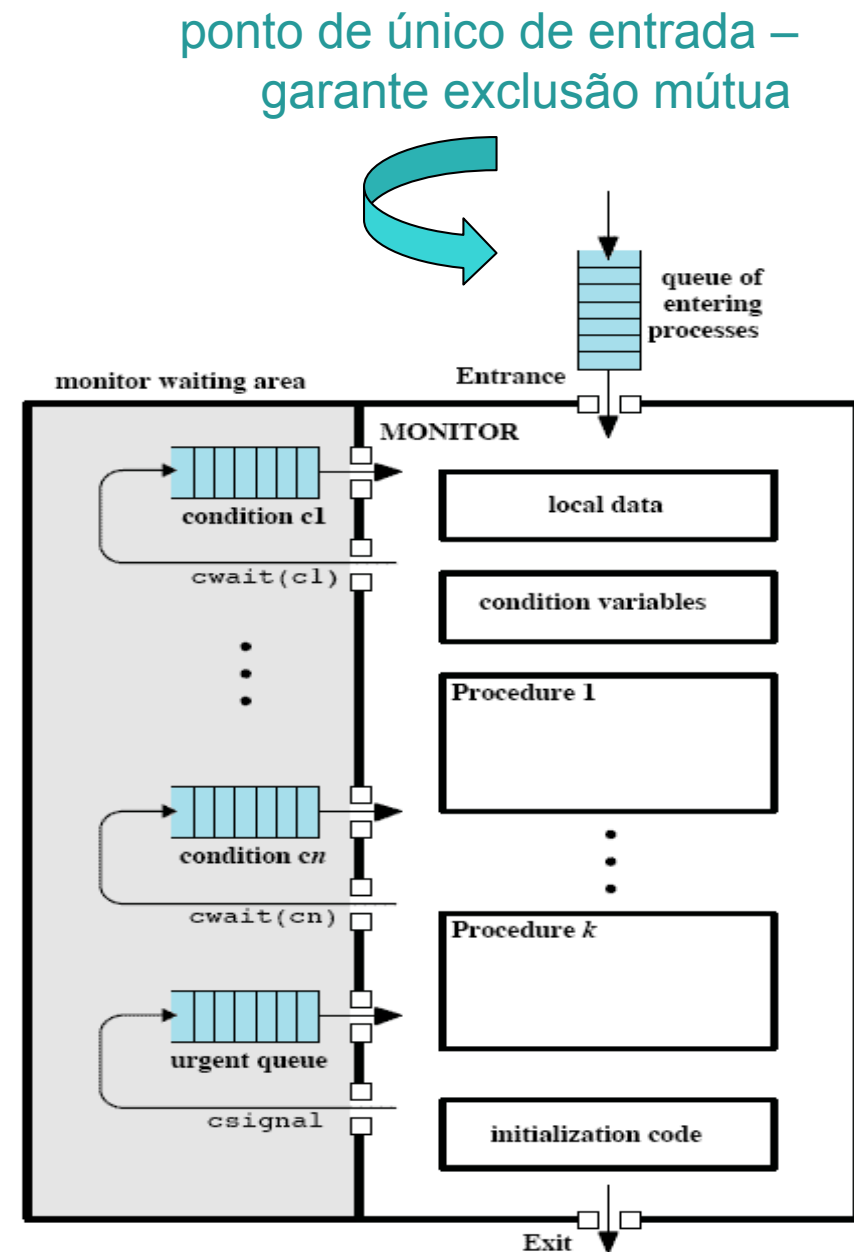 ponto de único de entrada –
garante exclusão mútua
queue of
entering
processes
Entrance
monitor waiting area
MONITOR
condition c1
cwait(c1)
local data
condition variables
Procedure 1
condition cn
cwait(cn)
Procedure k
urgent queue
csignal
initialization code
Exit